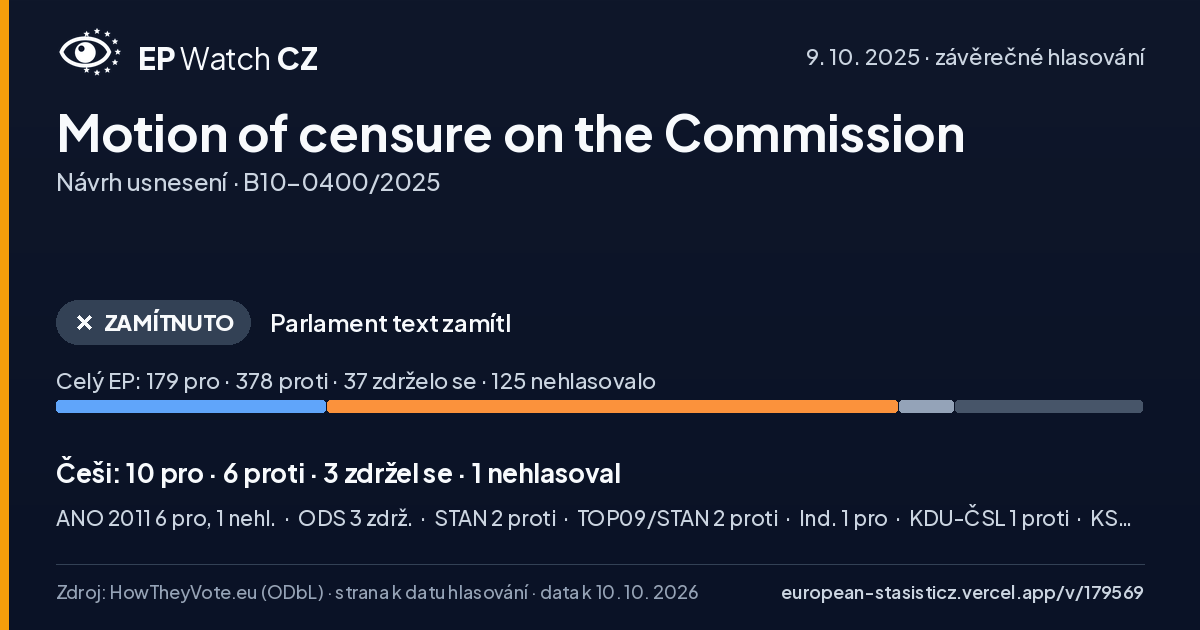 EP Watch CZ
9. 10. 2025 · závěrečné hlasování
Motion of censure on the Commission
Návrh usnesení · B10-0400/2025
× ZAMÍTNUTO
Parlament text zamítl
Celý EP: 179 pro · 378 proti · 37 zdrželo se · 125 nehlasovalo
Češi: 10 pro · 6 proti · 3 zdržel se · 1 nehlasoval
ANO 2011 6 pro, 1 nehl. · ODS 3 zdrž. · STAN 2 proti · TOP09/STAN 2 proti · Ind. 1 pro · KDU-ČSL 1 proti · KS…
Zdroj: HowTheyVote.eu (ODbL) · strana k datu hlasování · data k 10. 10. 2026
european-stasisticz.vercel.app/v/179569